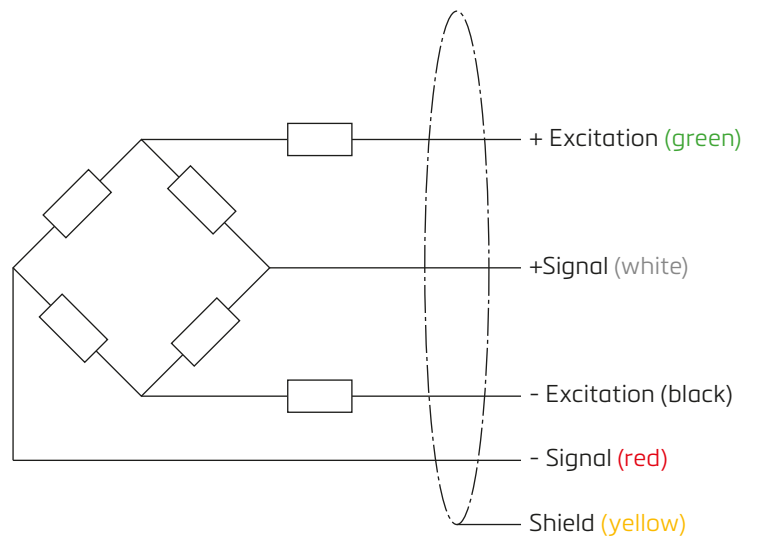 + Excitation (green)
+Signal (white)
- Excitation (black)
- Signal (red)
Shield (yellow)